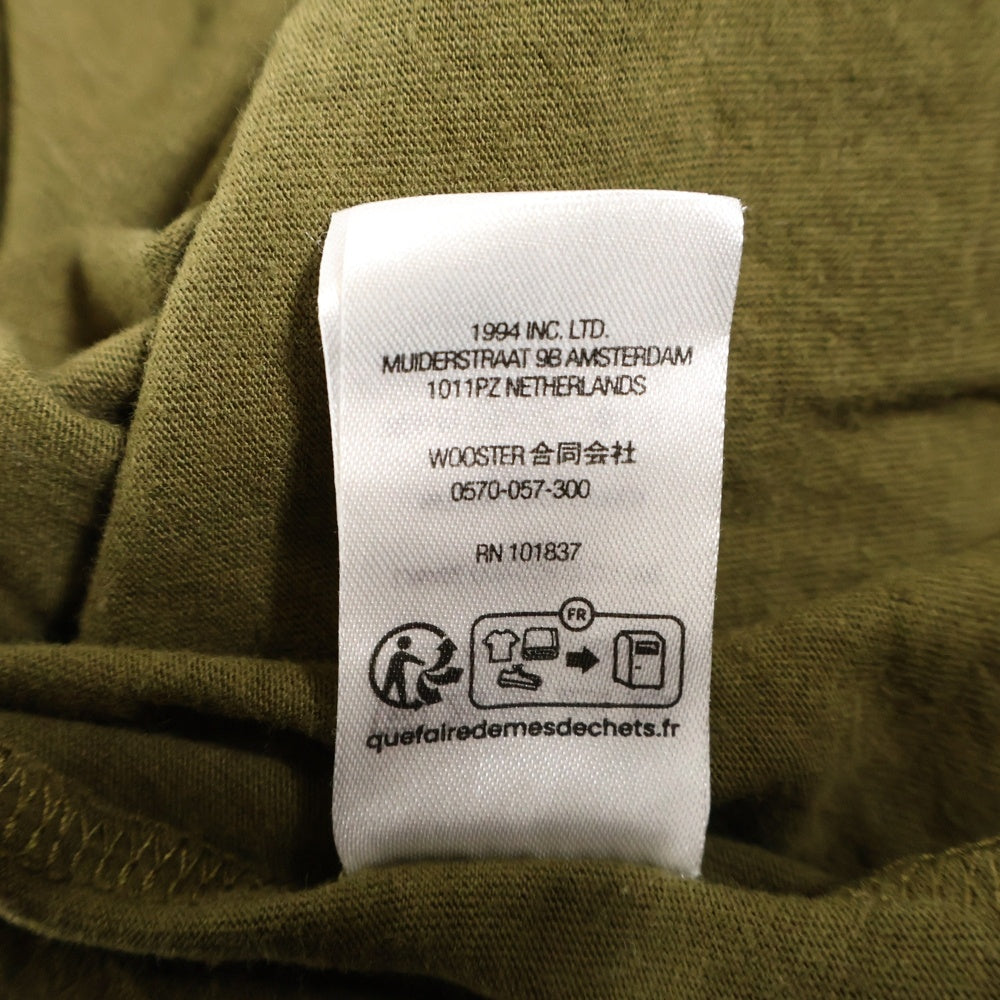 1994 INC. LTD.
MUIDERSTRAAT 9B AMSTERDAM
1011PZ NETHERLANDS
WOOSTER 合同会社
0570-057-300
RN 101837
FR
quefairedemesdechets.fr